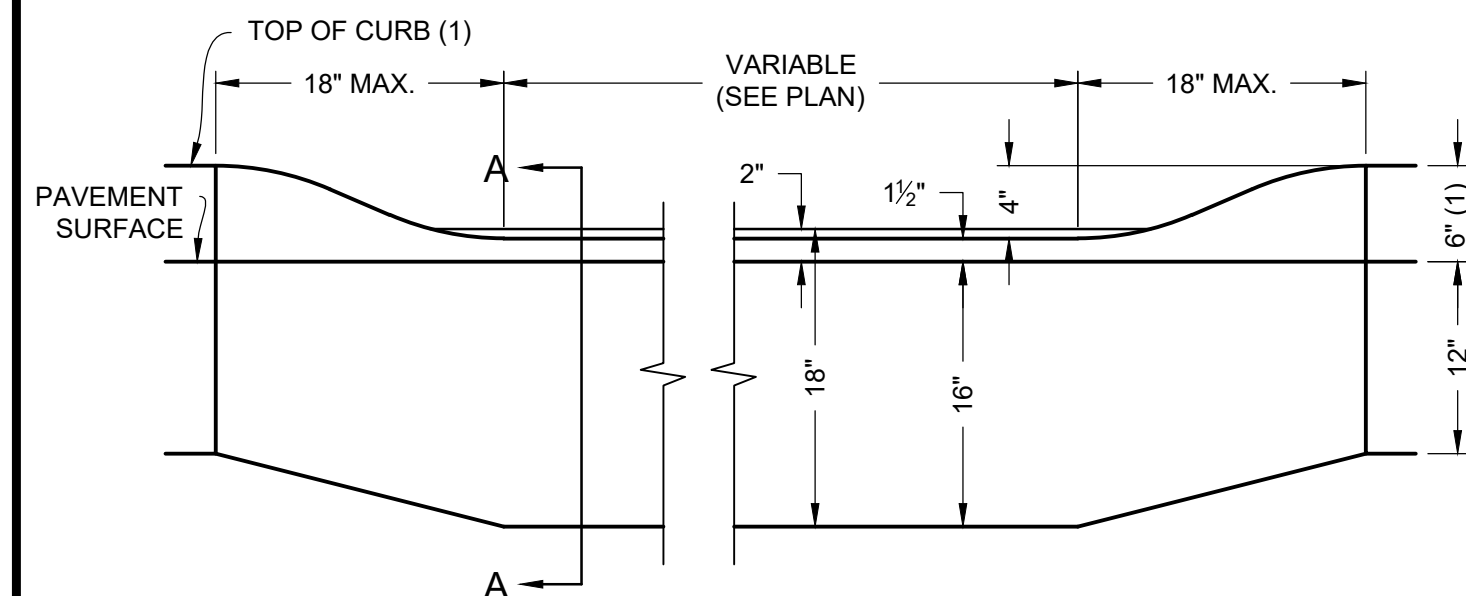 TOP OF CURB (1)
18" MAX.
VARIABLE
(SEE PLAN)
18" MAX.
A
PAVEMENT
SURFACE
2"
1½"
4"
6" (1)
18"
16"
12"
A